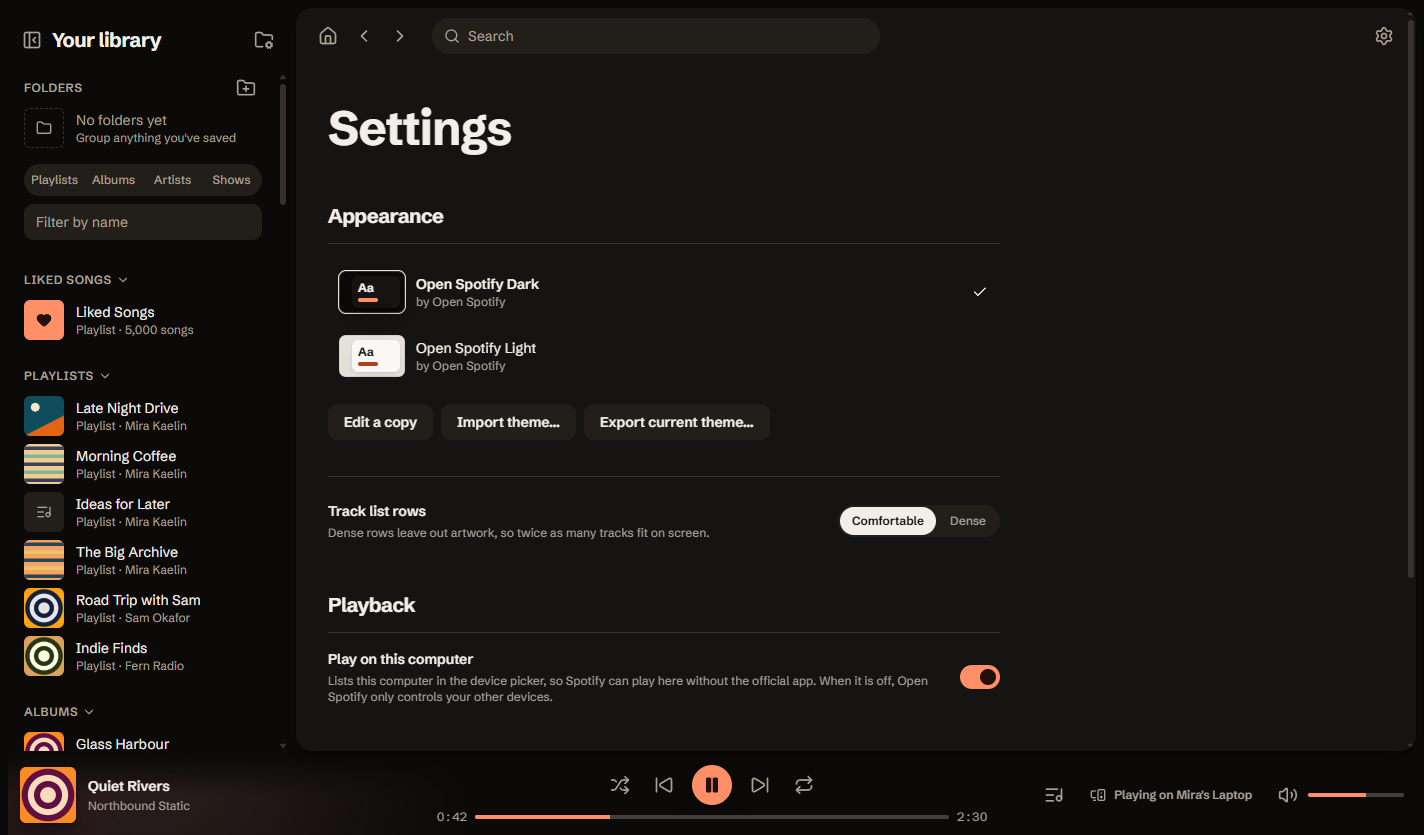 Your library
FOLDERS
No folders yet
Group anything you've saved
Playlists Albums Artists Shows
Filter by name
LIKED SONGS
Liked Songs
Playlist · 5,000 songs
PLAYLISTS
Late Night Drive
Playlist · Mira Kaelin
Morning Coffee
Playlist · Mira Kaelin
Ideas for Later
Playlist · Mira Kaelin
The Big Archive
Playlist · Mira Kaelin
Road Trip with Sam
Playlist · Sam Okafor
Indie Finds
Playlist · Fern Radio
ALBUMS
Glass Harbour
Search
Settings
Appearance
Aa
Open Spotify Dark
by Open Spotify
Aa
Open Spotify Light
by Open Spotify
Edit a copy
Import theme...
Export current theme...
Track list rows
Dense rows leave out artwork, so twice as many tracks fit on screen.
Comfortable Dense
Playback
Play on this computer
Lists this computer in the device picker, so Spotify can play here without the official app. When it is off, Open
Spotify only controls your other devices.
Quiet Rivers
Northbound Static
0:42
2:30
Playing on Mira's Laptop